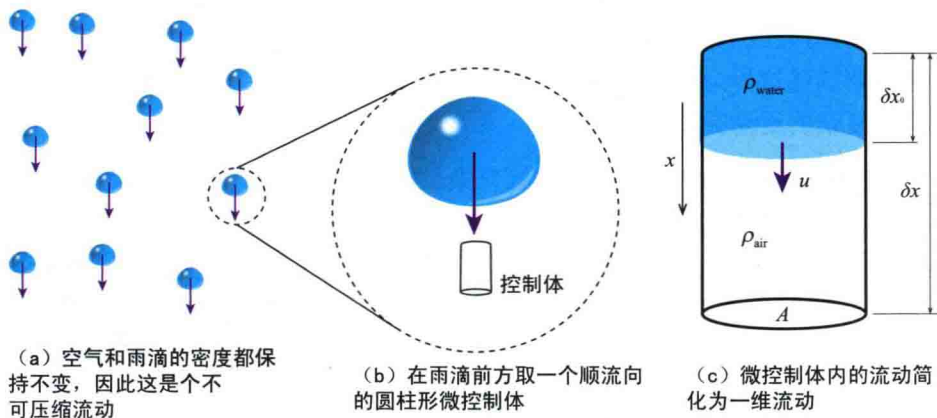 ρwater
δx₀
x
u
δx
ρair
控制体
A
（a）空气和雨滴的密度都保
持不变，因此这是个不
可压缩流动
（b）在雨滴前方取一个顺流向
的圆柱形微控制体
（c）微控制体内的流动简
化为一维流动